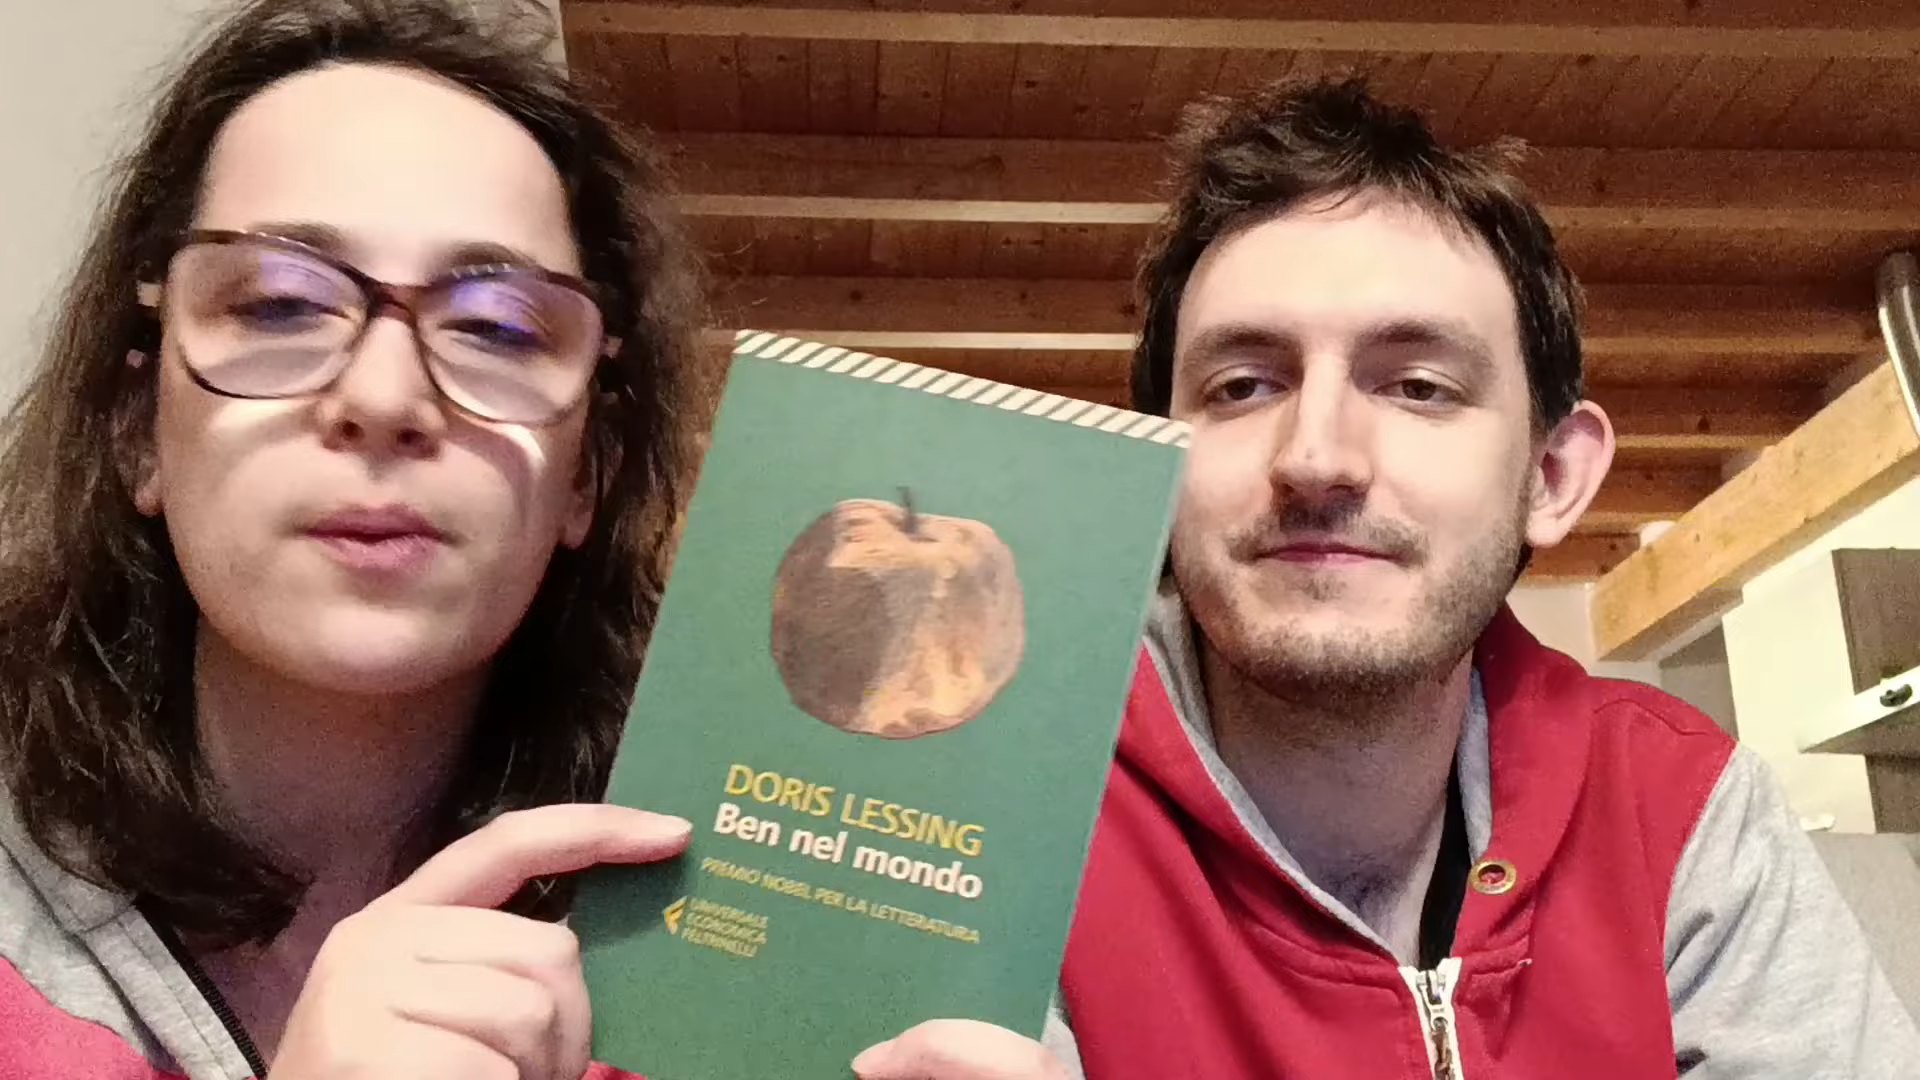 DORIS LESSING
Ben nel mondo
PREMIO NOBEL PER LA LETTERATURA
UNIVERSALE
ECONOMICA
FELTRINELLI